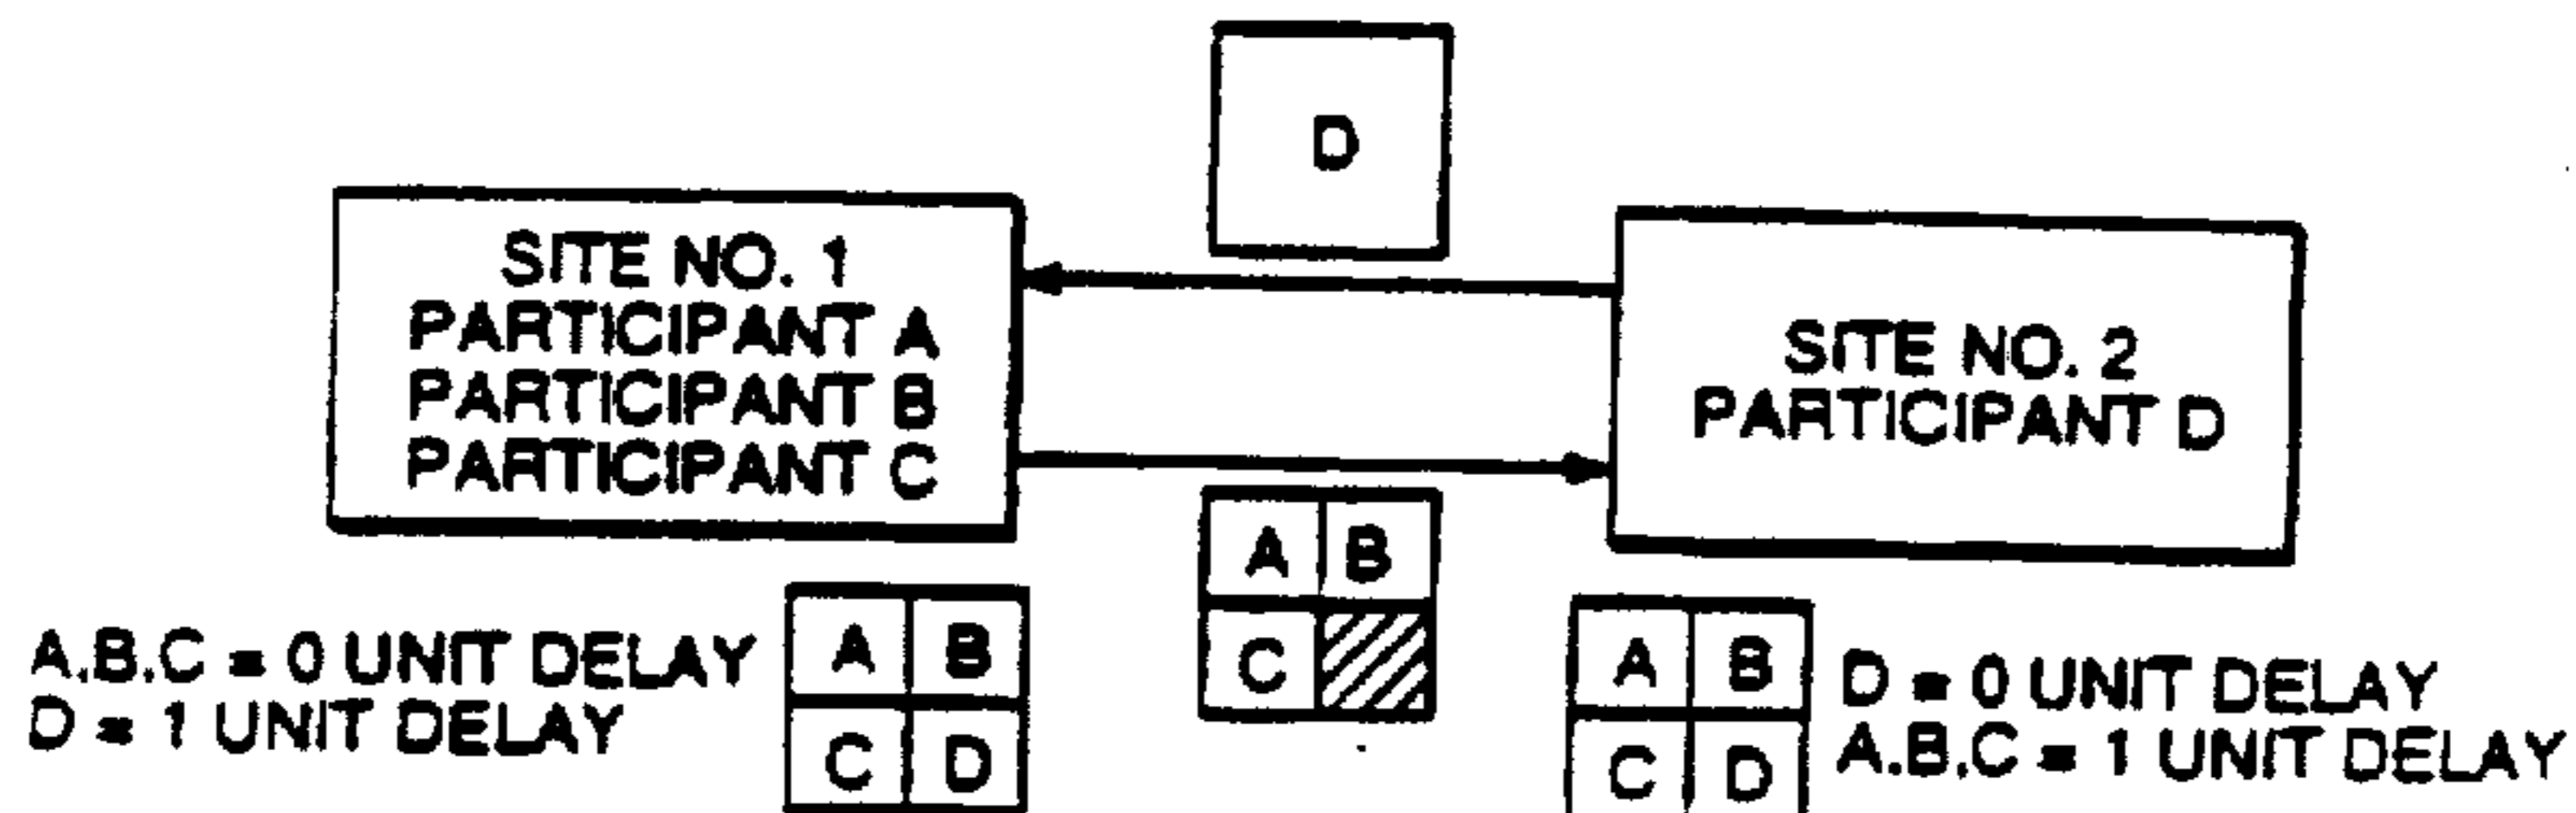 D
SITE NO. 1
PARTICIPANT A
PARTICIPANT B
PARTICIPANT C
SITE NO. 2
PARTICIPANT D
A B
C
A.B.C = 0 UNIT DELAY
D = 1 UNIT DELAY
A B
C D
A B
C D
D = 0 UNIT DELAY
A.B.C = 1 UNIT DELAY